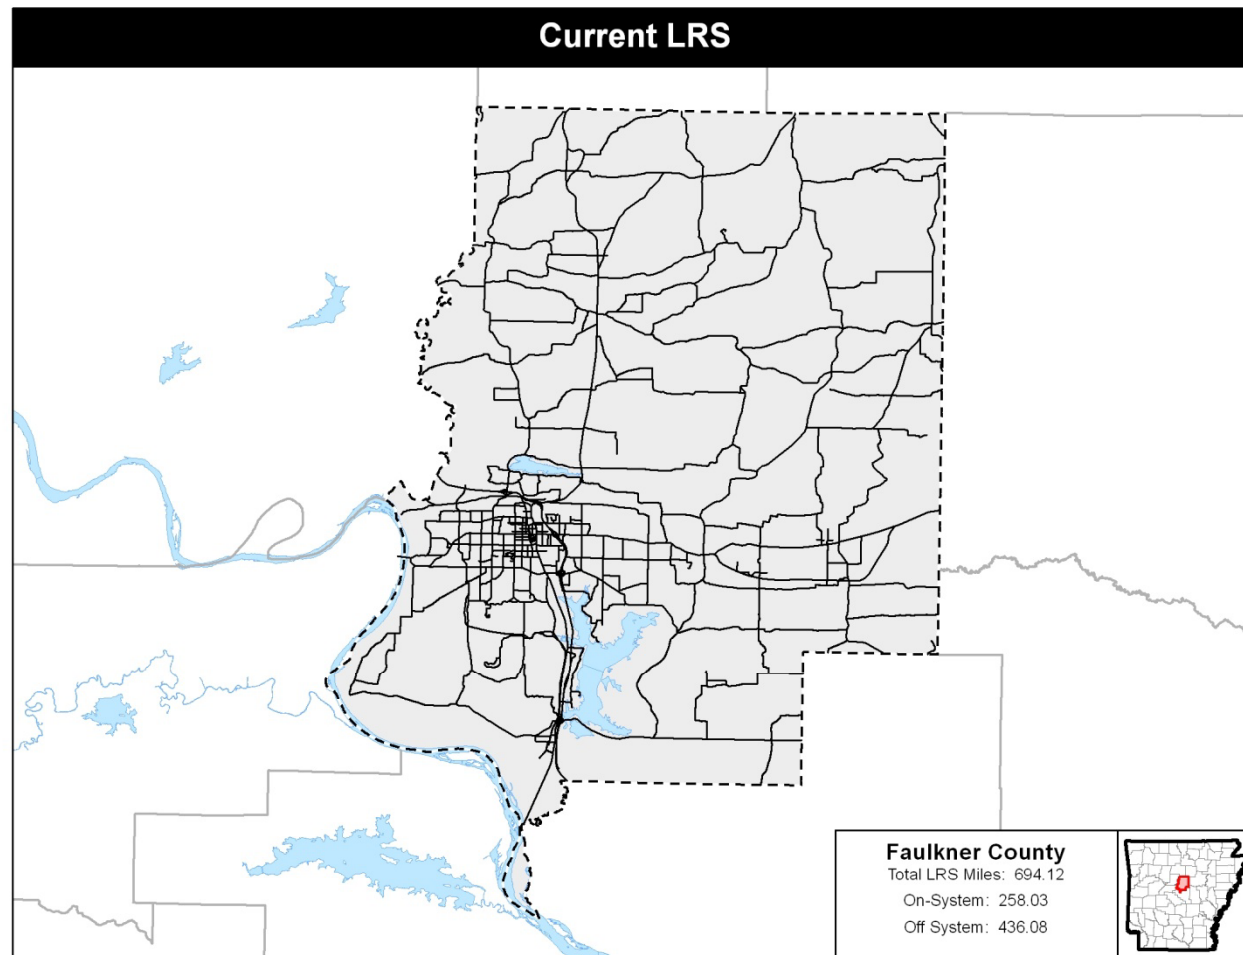 Current LRS
Faulkner County
Total LRS Miles: 694.12
On-System: 258.03
Off System: 436.08